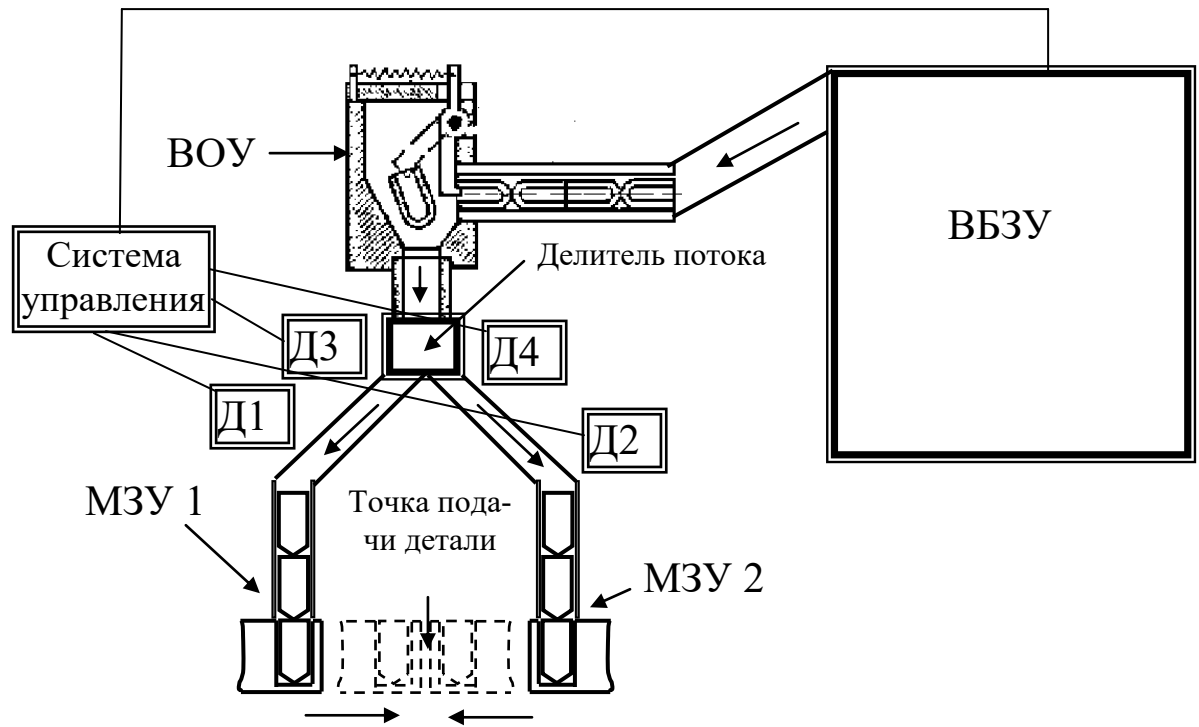 ВОУ
ВБЗУ
Система
управления
Делитель потока
Д3
Д4
Д1
Д2
МЗУ 1
Точка пода-
чи детали
МЗУ 2